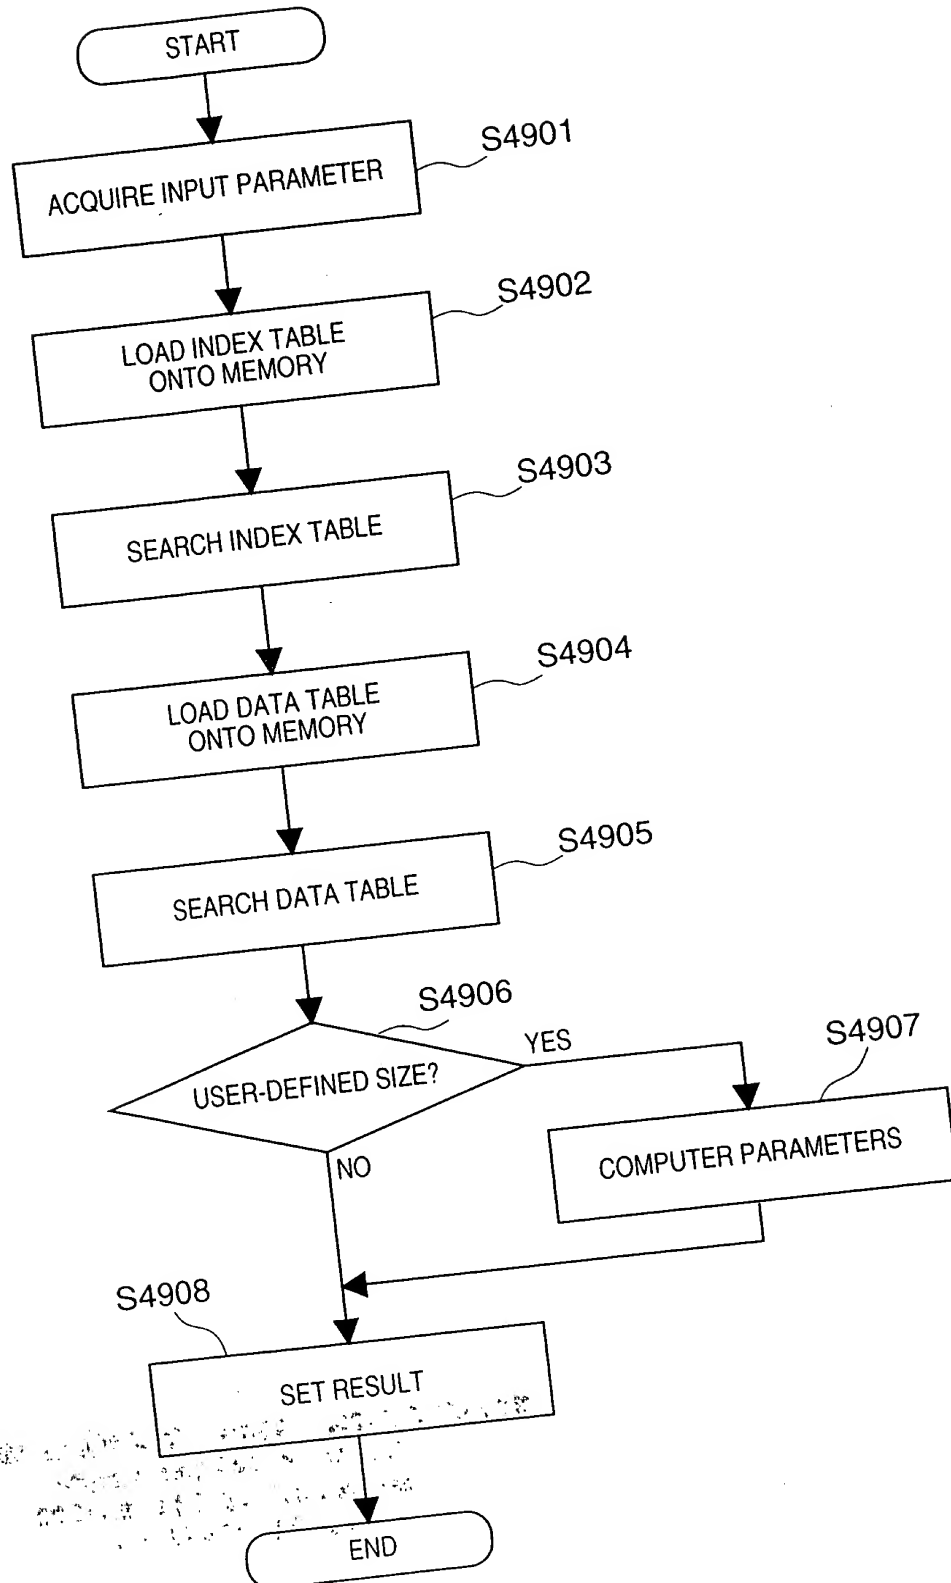 START
S4901
ACQUIRE INPUT PARAMETER
S4902
LOAD INDEX TABLE
ONTO MEMORY
S4903
SEARCH INDEX TABLE
S4904
LOAD DATA TABLE
ONTO MEMORY
S4905
SEARCH DATA TABLE
S4906
USER-DEFINED SIZE?
YES
S4907
COMPUTER PARAMETERS
NO
S4908
SET RESULT
END